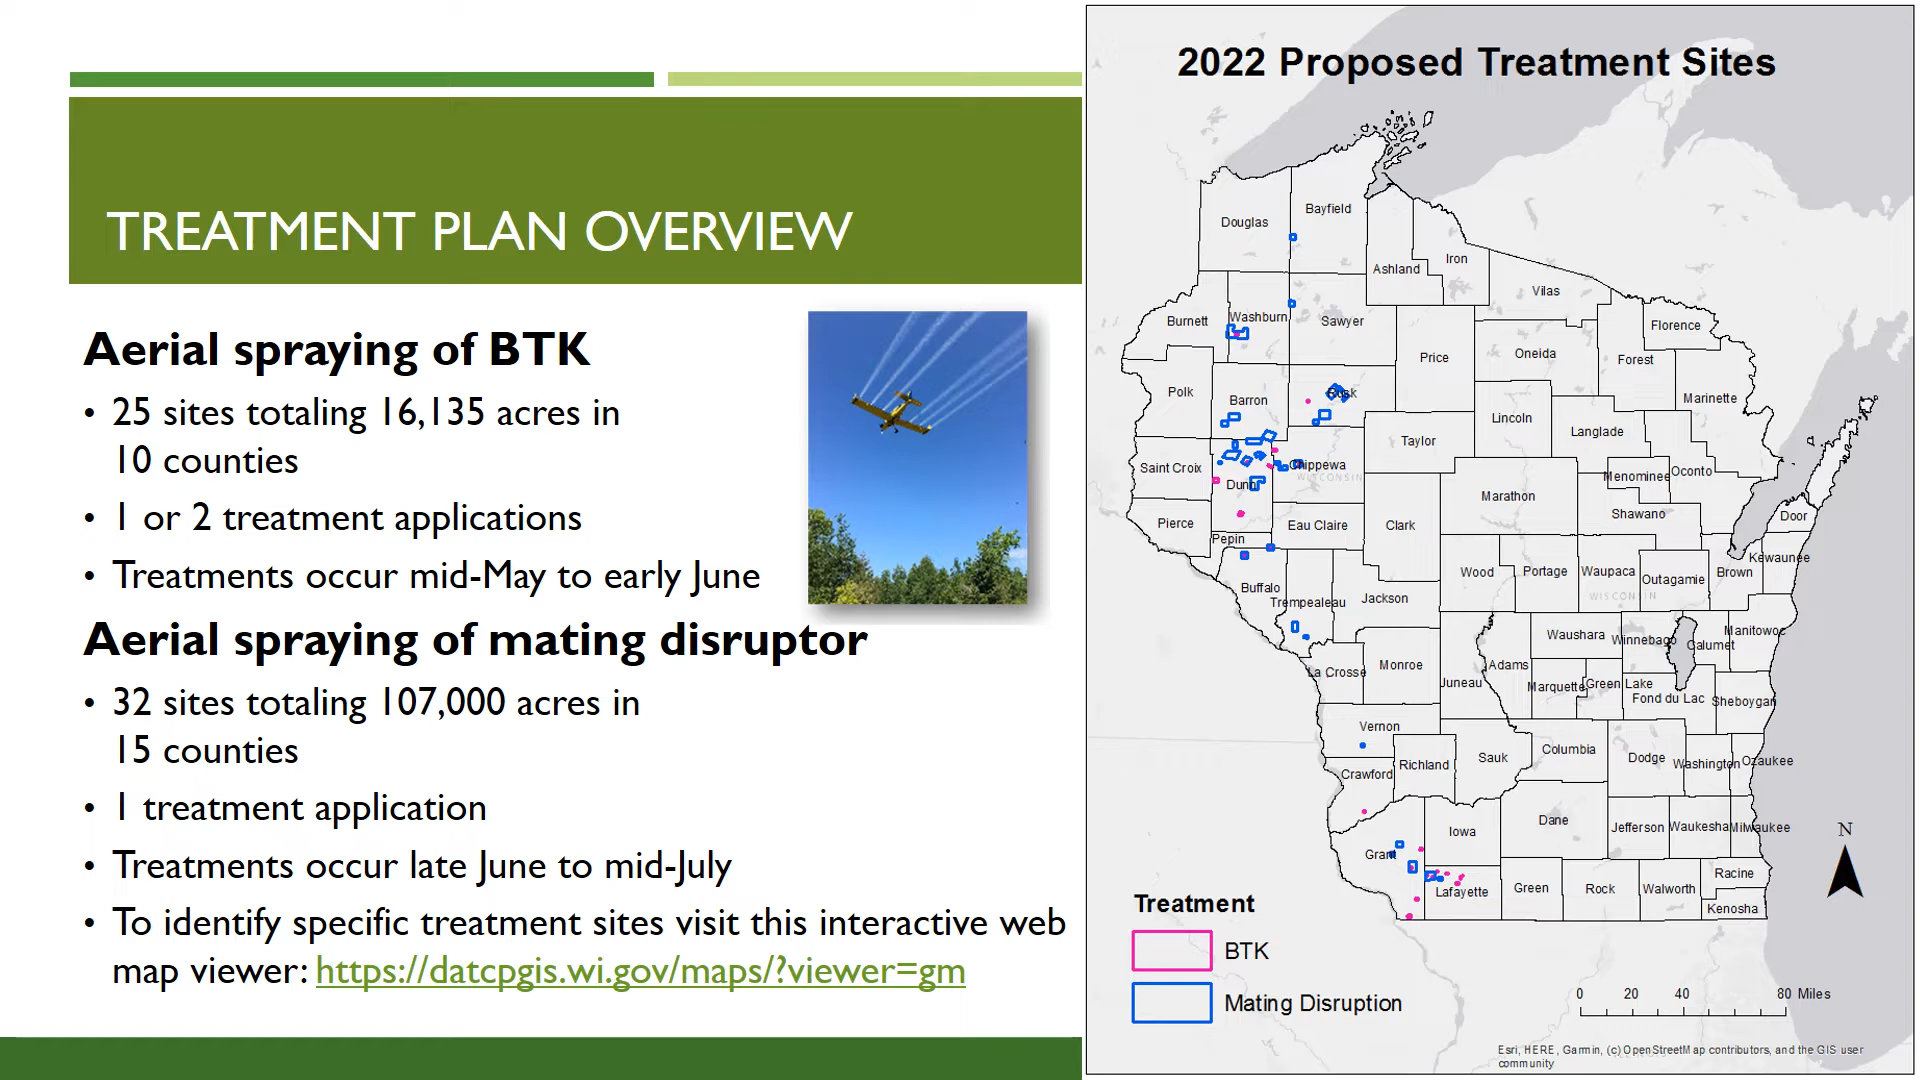 TREATMENT PLAN OVERVIEW
Aerial spraying of BTK
• 25 sites totaling 16,135 acres in
10 counties
• 1 or 2 treatment applications
• Treatments occur mid-May to early June
Aerial spraying of mating disruptor
• 32 sites totaling 107,000 acres in
15 counties
• 1 treatment application
• Treatments occur late June to mid-July
• To identify specific treatment sites visit this interactive web
map viewer: https://datcpgis.wi.gov/maps/?viewer=gm
2022 Proposed Treatment Sites
Douglas
Bayfield
Ashland
Iron
Vilas
Burnett
Washburn
Sawyer
Florence
Price
Oneida
Forest
Polk
Barron
Rusk
Marinette
Lincoln
Langlade
Taylor
Saint Croix
Chippewa
WISCONSIN
Menominee
Oconto
Dunn
Marathon
Shawano
Door
Pierce
Eau Claire
Clark
Pepin
Kewaunee
Wood
Portage
Waupaca
Outagamie
Brown
WISCONSIN
Buffalo
Trempealeau
Jackson
Waushara
Winnebago
Calumet
Manitowoc
La Crosse
Monroe
Juneau
Adams
Marquette
Green Lake
Fond du Lac
Sheboygan
Vernon
Crawford
Richland
Sauk
Columbia
Dodge
Washington
Ozaukee
Iowa
Dane
Jefferson
Waukesha
Milwaukee
Grant
Lafayette
Green
Rock
Walworth
Racine
Kenosha
N
Treatment
BTK
Mating Disruption
0 20 40 80 Miles
Esri, HERE, Garmin, (c) OpenStreetMap contributors, and the GIS user
community